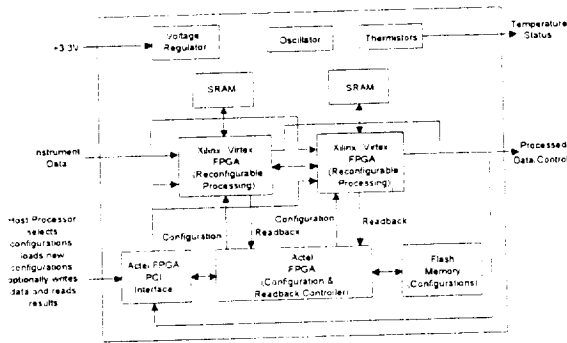 Voltage
Regulator
Oscillator
Thermistors
Temperature
Status
+3.3V
SRAM
SRAM
Instrument
Data
Xilinx Virtex
FPGA
(Reconfigurable
Processing)
Xilinx Virtex
FPGA
(Reconfigurable
Processing)
Processed
Data/Control
Configuration
Readback
Configuration
Readback
Host Processor
selects
configurations
loads new
configurations
optionally writes
data and reads
results
Actel FPGA
PCI
Interface
Actel
FPGA
(Configuration &
Readback Controller)
Flash
Memory
(Configurations)